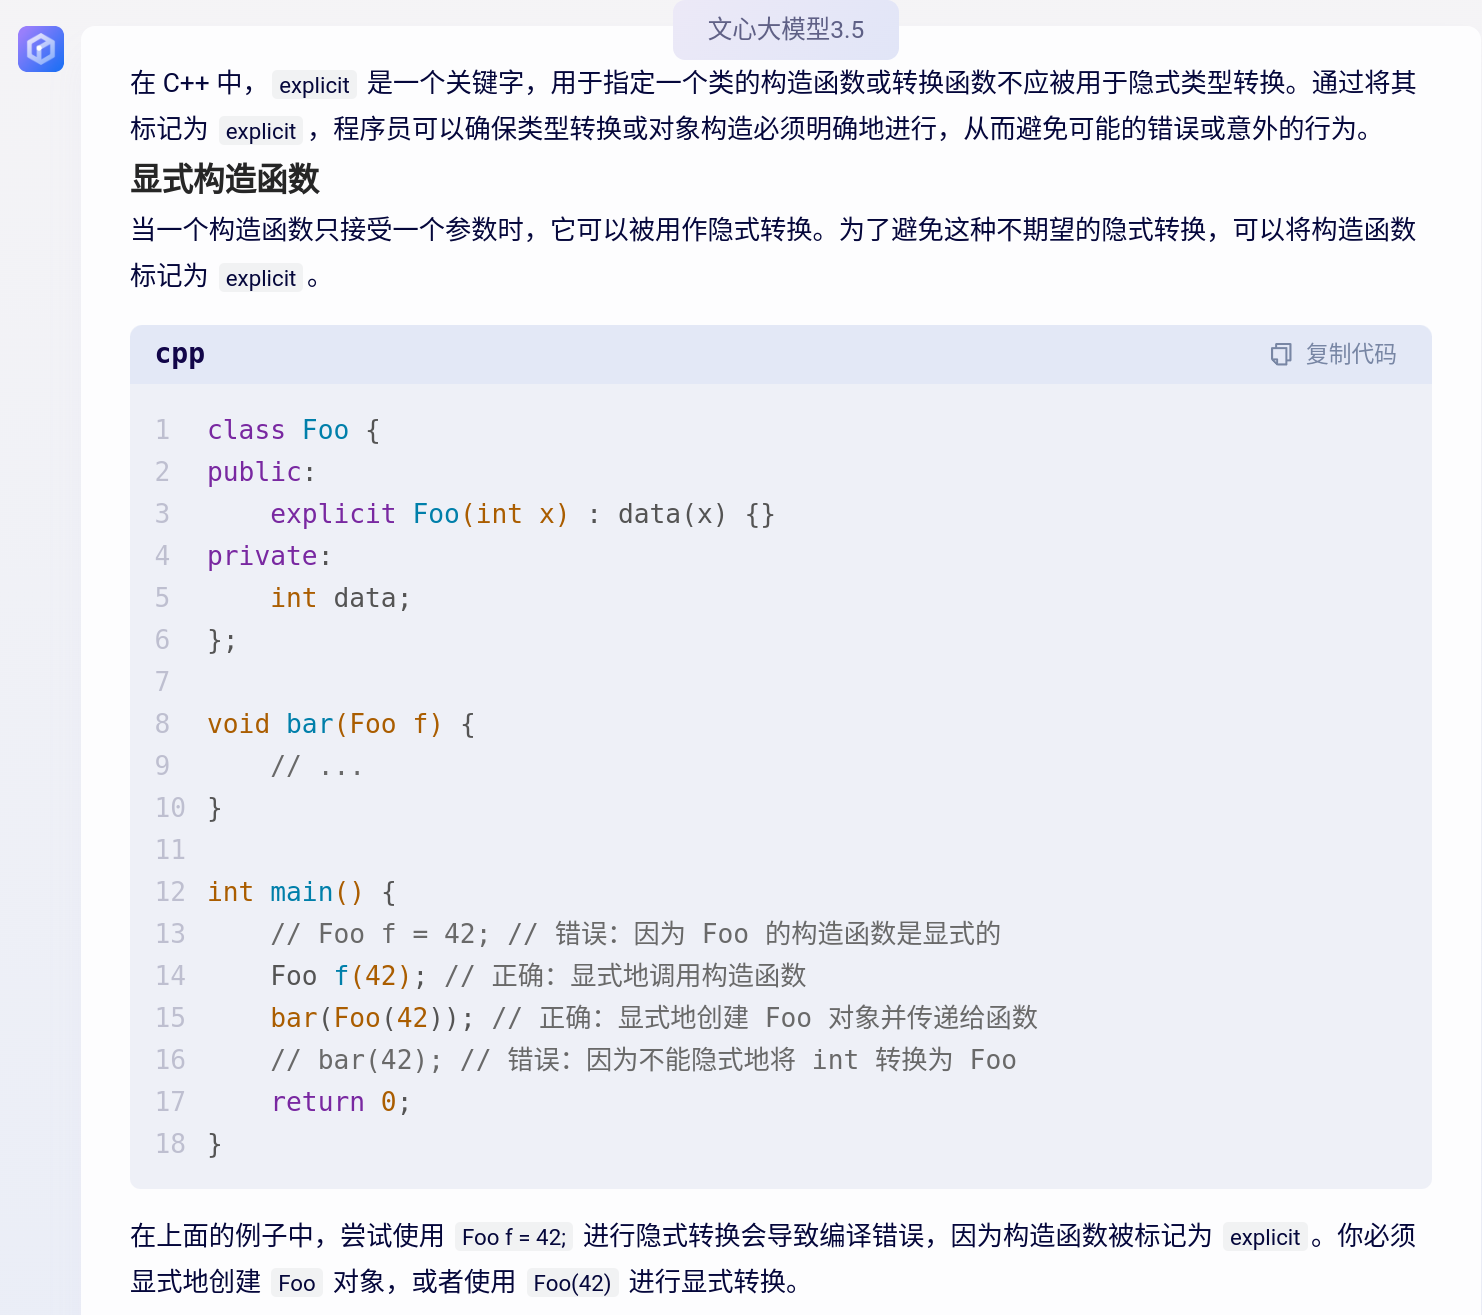 文心大模型3.5
在 C++ 中， explicit 是一个关键字，用于指定一个类的构造函数或转换函数不应被用于隐式类型转换。通过将其
标记为 explicit ，程序员可以确保类型转换或对象构造必须明确地进行，从而避免可能的错误或意外的行为。
显式构造函数
当一个构造函数只接受一个参数时，它可以被用作隐式转换。为了避免这种不期望的隐式转换，可以将构造函数
标记为 explicit 。
cpp 复制代码
1 class Foo {
2 public:
3     explicit Foo(int x) : data(x) {}
4 private:
5     int data;
6 };
7
8 void bar(Foo f) {
9     // ...
10 }
11
12 int main() {
13     // Foo f = 42; // 错误：因为 Foo 的构造函数是显式的
14     Foo f(42); // 正确：显式地调用构造函数
15     bar(Foo(42)); // 正确：显式地创建 Foo 对象并传递给函数
16     // bar(42); // 错误：因为不能隐式地将 int 转换为 Foo
17     return 0;
18 }
在上面的例子中，尝试使用 Foo f = 42; 进行隐式转换会导致编译错误，因为构造函数被标记为 explicit 。你必须
显式地创建 Foo 对象，或者使用 Foo(42) 进行显式转换。